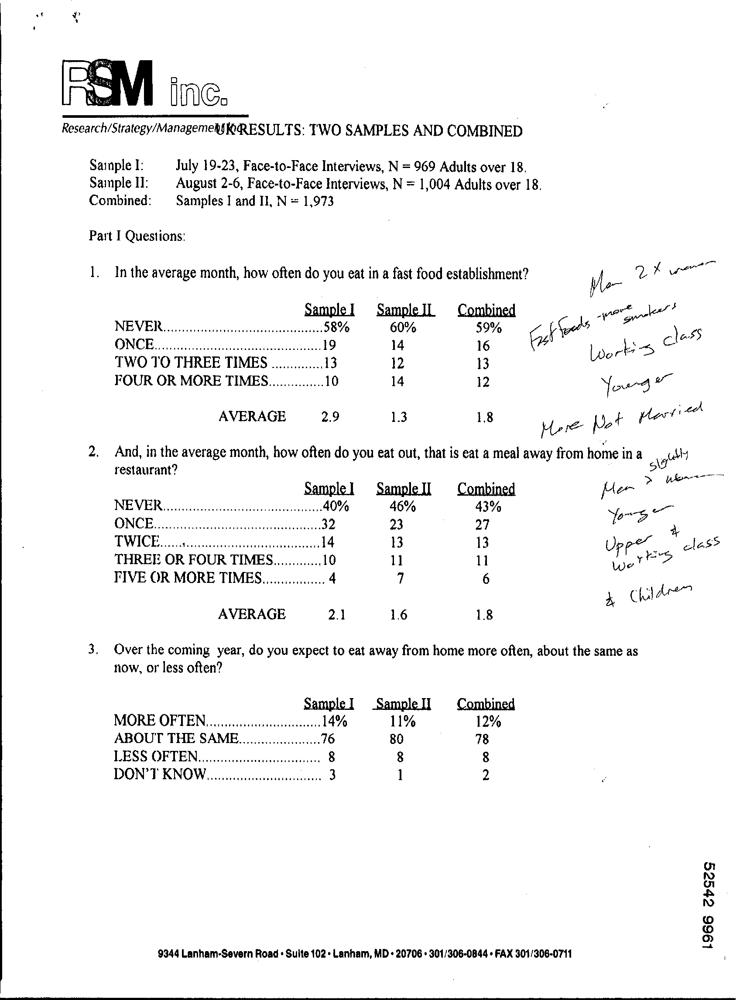 RSM inc.
Research/Strategy/Management Inc. UK RESULTS: TWO SAMPLES AND COMBINED
Sample I: July 19-23, Face-to-Face Interviews, N = 969 Adults over 18.
Sample II: August 2-6, Face-to-Face Interviews, N = 1,004 Adults over 18.
Combined: Samples I and II, N = 1,973
Part I Questions:
1. In the average month, how often do you eat in a fast food establishment?
Men 2 X women
Sample I Sample II Combined
NEVER.............................................58% 60% 59%
Fast foods - more smokers
ONCE...............................................19 14 16
Working class
TWO TO THREE TIMES ..............13 12 13
FOUR OR MORE TIMES...............10 14 12
Younger
AVERAGE 2.9 1.3 1.8
More Not Married
2. And, in the average month, how often do you eat out, that is eat a meal away from home in a
restaurant?
slightly
Men > women
Sample I Sample II Combined
NEVER.............................................40% 46% 43%
Younger
ONCE...............................................32 23 27
TWICE.............................................14 13 13
Upper &
Working class
THREE OR FOUR TIMES.............10 11 11
FIVE OR MORE TIMES................. 4 7 6
& Children
AVERAGE 2.1 1.6 1.8
3. Over the coming year, do you expect to eat away from home more often, about the same as
now, or less often?
Sample I Sample II Combined
MORE OFTEN...............................14% 11% 12%
ABOUT THE SAME......................76 80 78
LESS OFTEN................................. 8 8 8
DON'T KNOW............................... 3 1 2
52542 9961
9344 Lanham-Severn Road • Suite 102 • Lanham, MD • 20706 • 301/306-0844 • FAX 301/306-0711